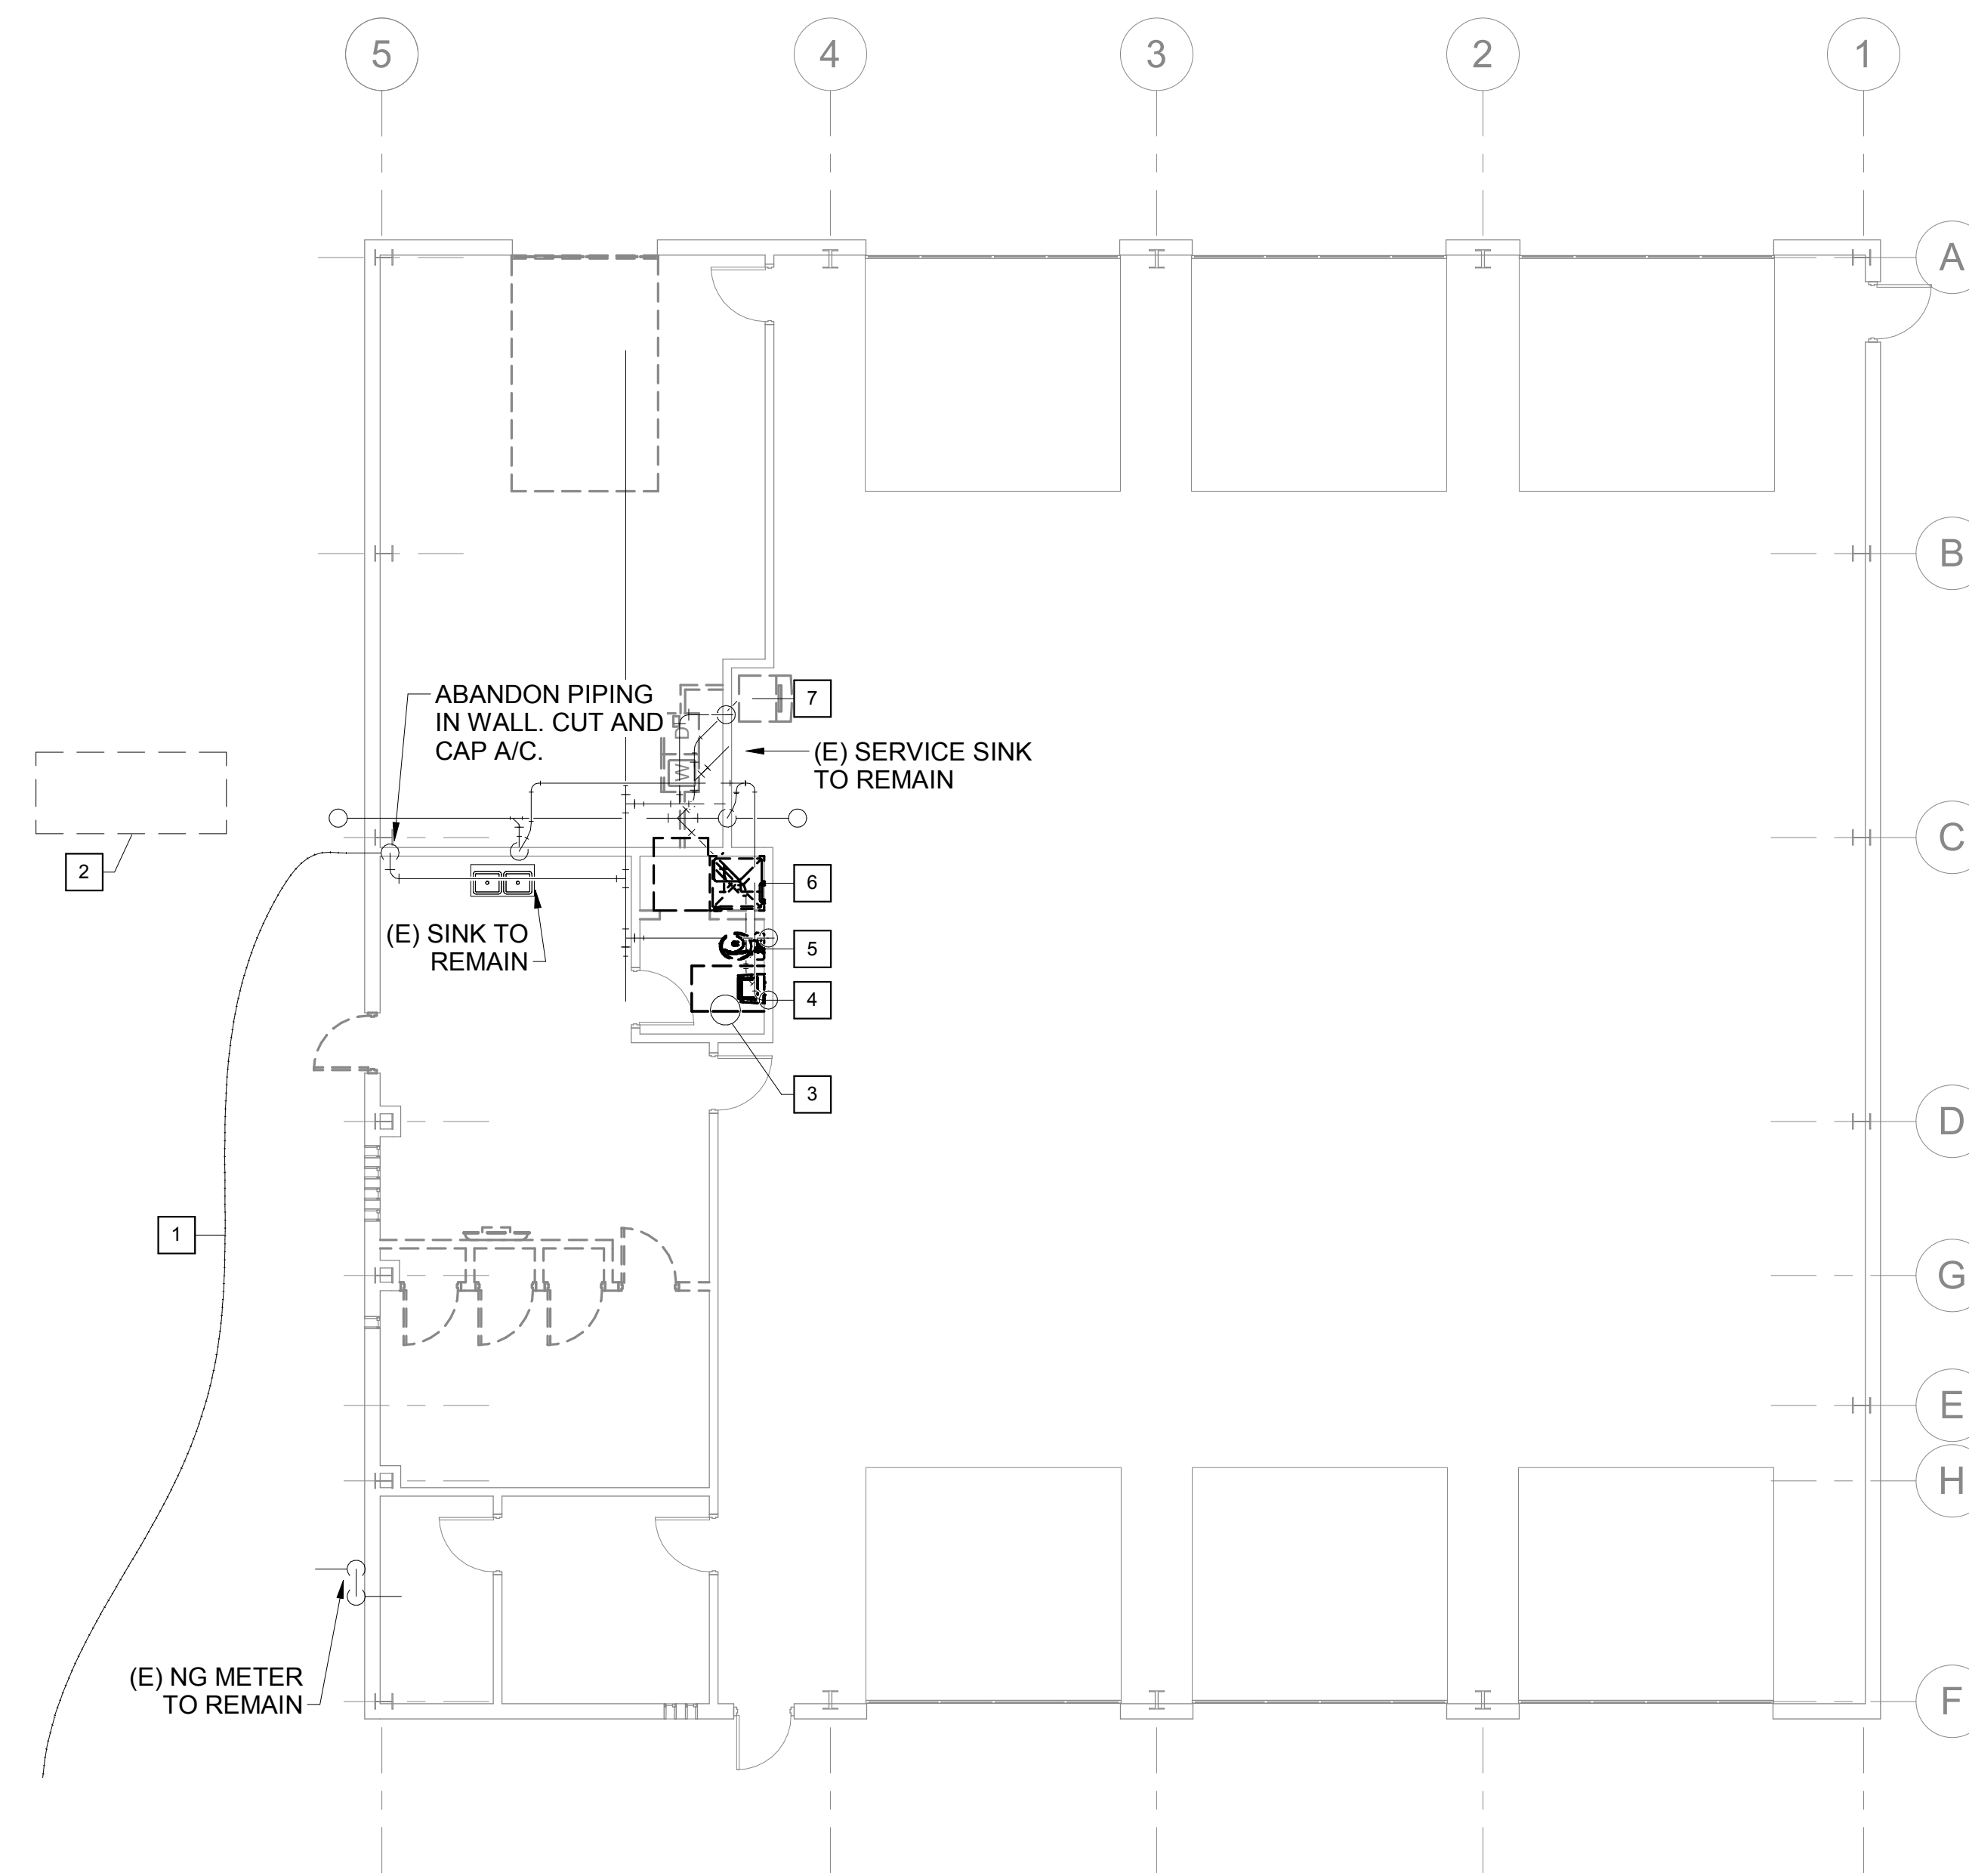 5
4
3
2
1
A
B
ABANDON PIPING
IN WALL. CUT AND
CAP A/C.
7
(E) SERVICE SINK
TO REMAIN
W
C
2
6
(E) SINK TO
REMAIN
5
4
3
D
1
G
E
H
(E) NG METER
TO REMAIN
F